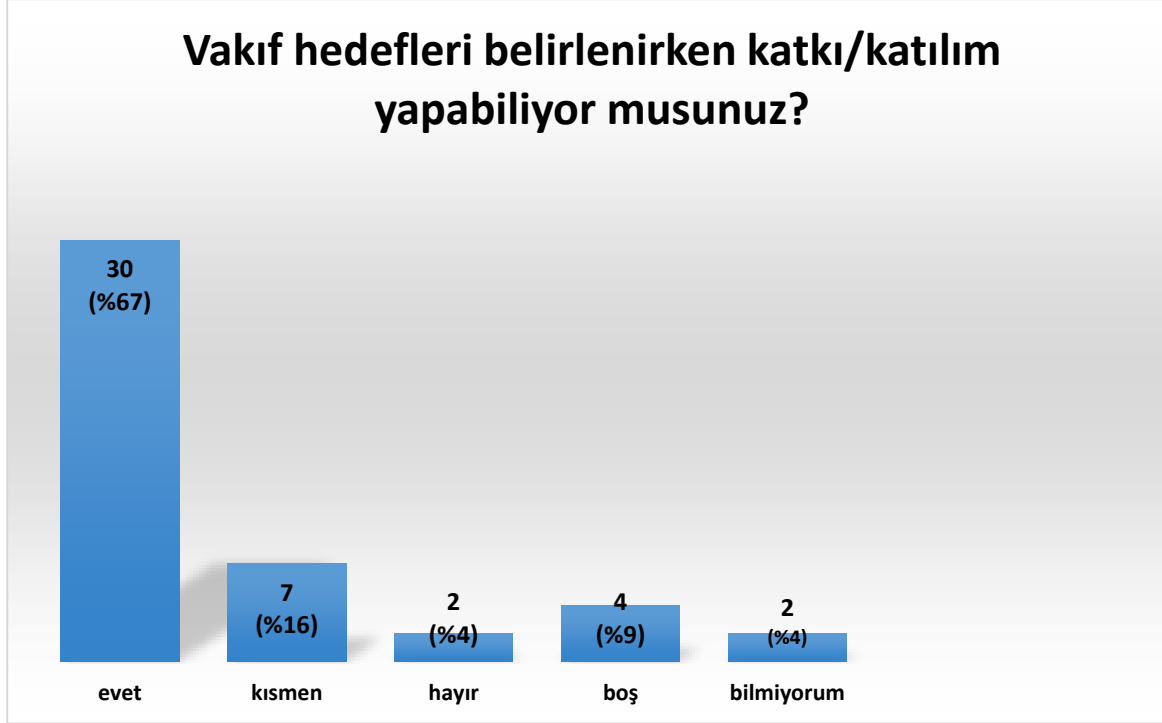 Vakıf hedefleri belirlenirken katkı/katılım
yapabiliyor musunuz?
30
(%67)
7
(%16)
2
(%4)
4
(%9)
2
(%4)
evet
kısmen
hayır
boş
bilmiyorum